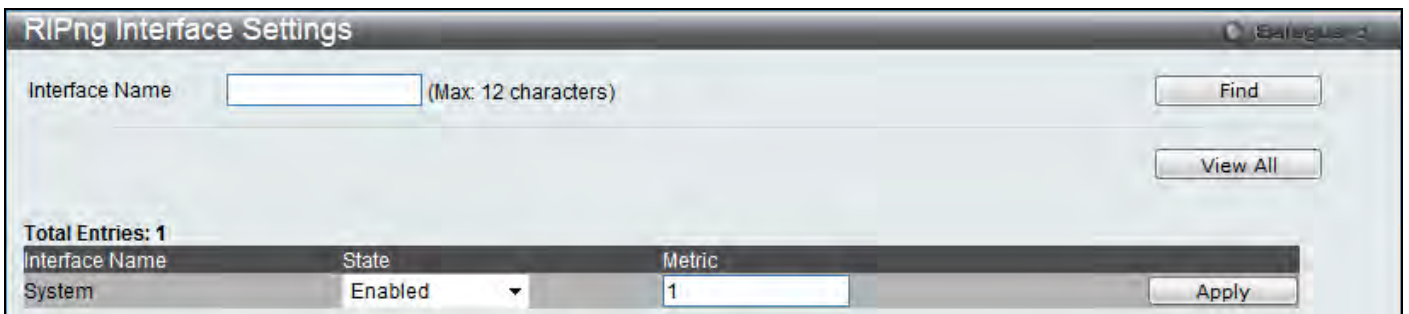 RIPng Interface Settings
Safeguard
Interface Name (Max: 12 characters) Find
View All
Total Entries: 1
Interface Name State Metric
System Enabled 1 Apply